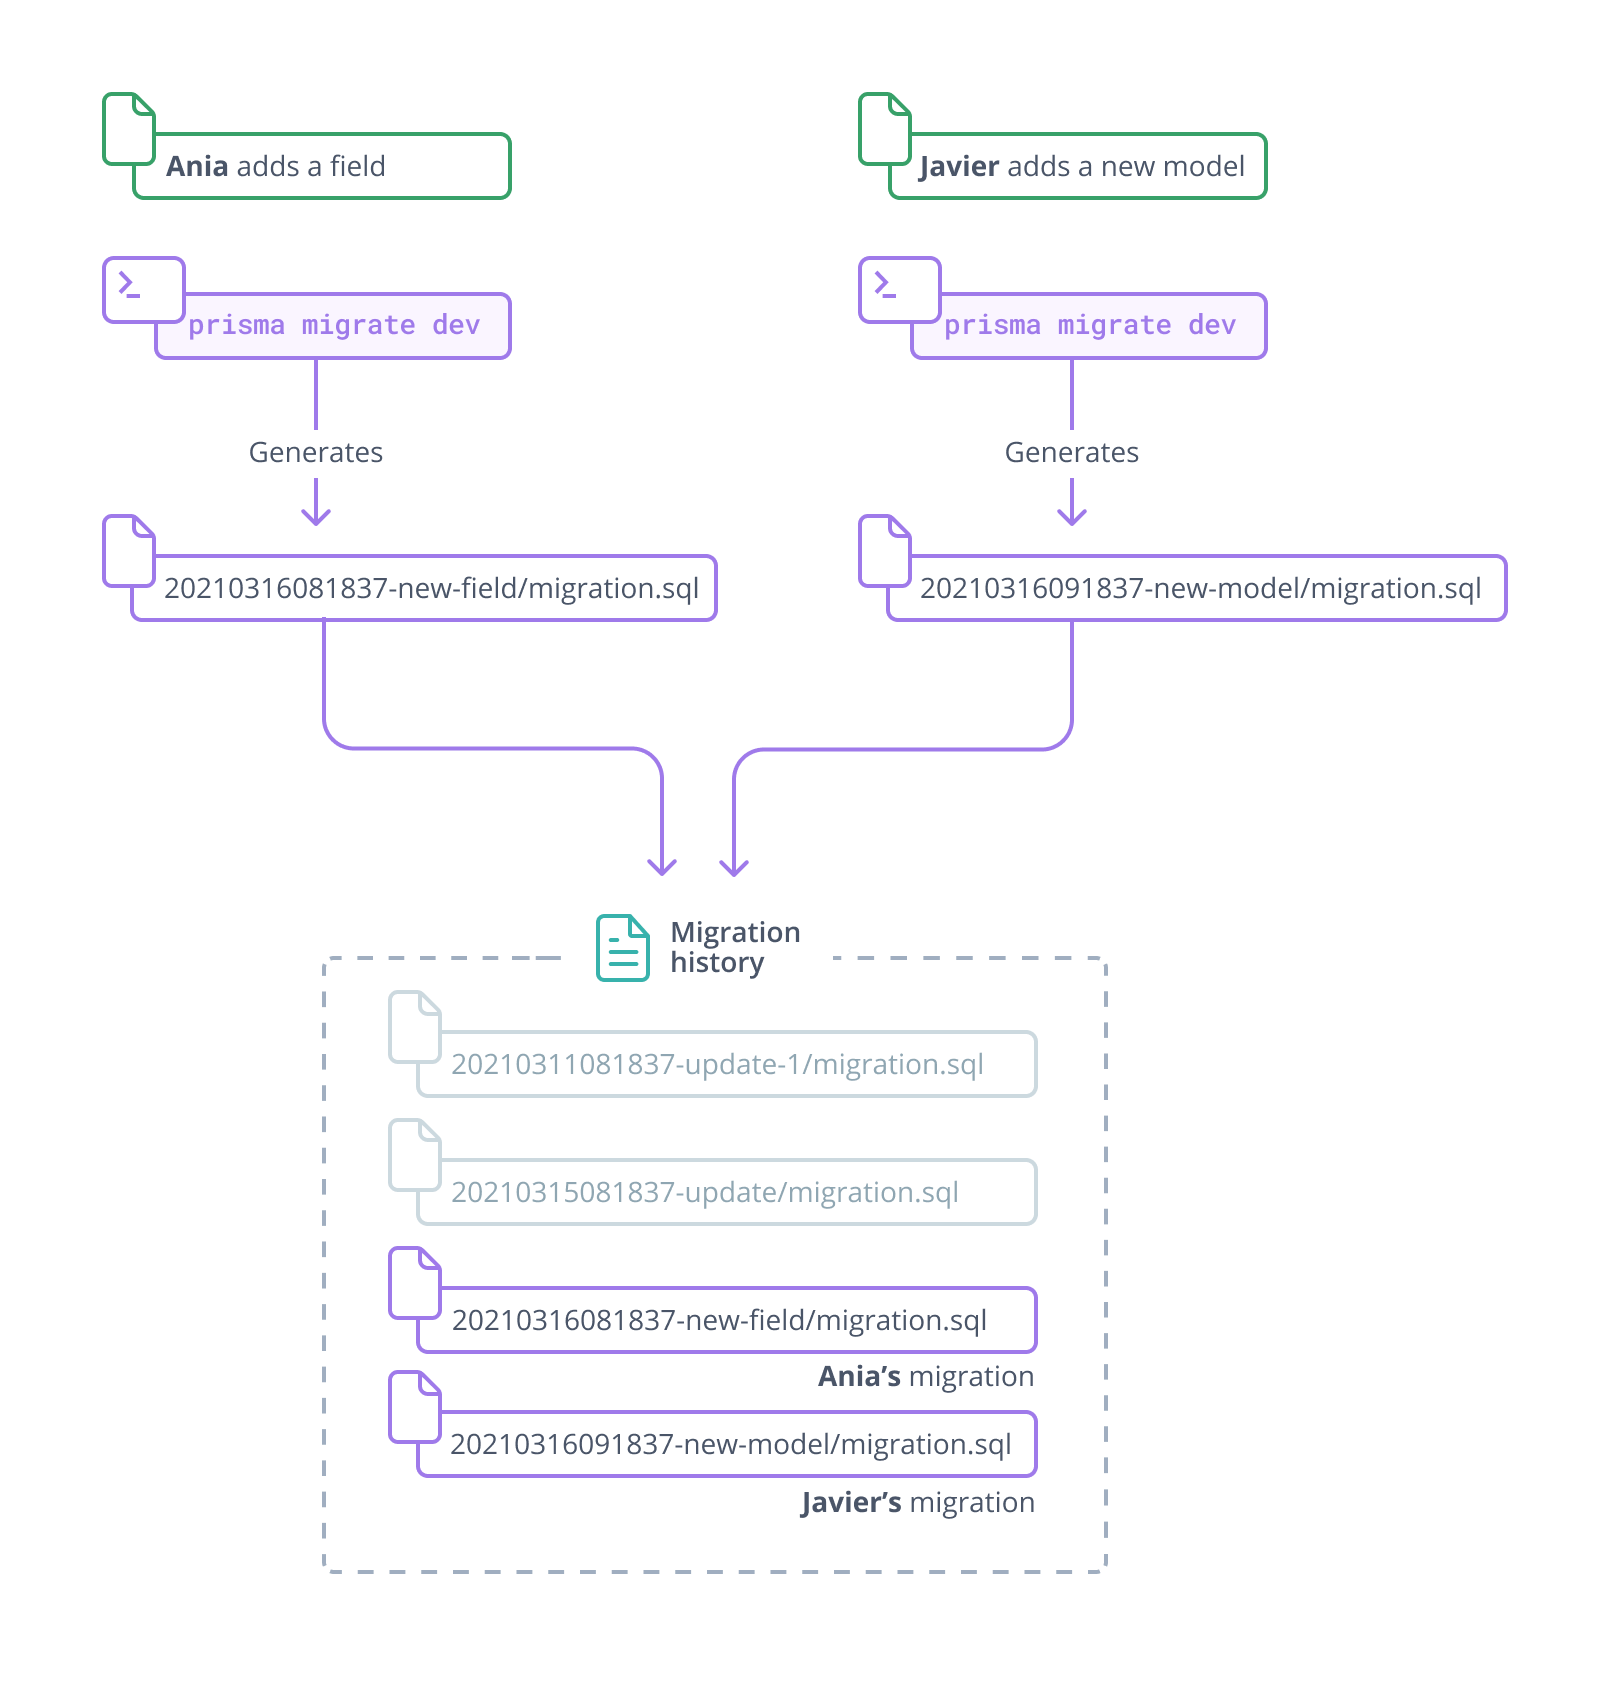 Ania adds a field
Javier adds a new model
prisma migrate dev
prisma migrate dev
Generates
Generates
20210316081837-new-field/migration.sql
20210316091837-new-model/migration.sql
Migration
history
20210311081837-update-1/migration.sql
20210315081837-update/migration.sql
20210316081837-new-field/migration.sql
Ania’s migration
20210316091837-new-model/migration.sql
Javier’s migration